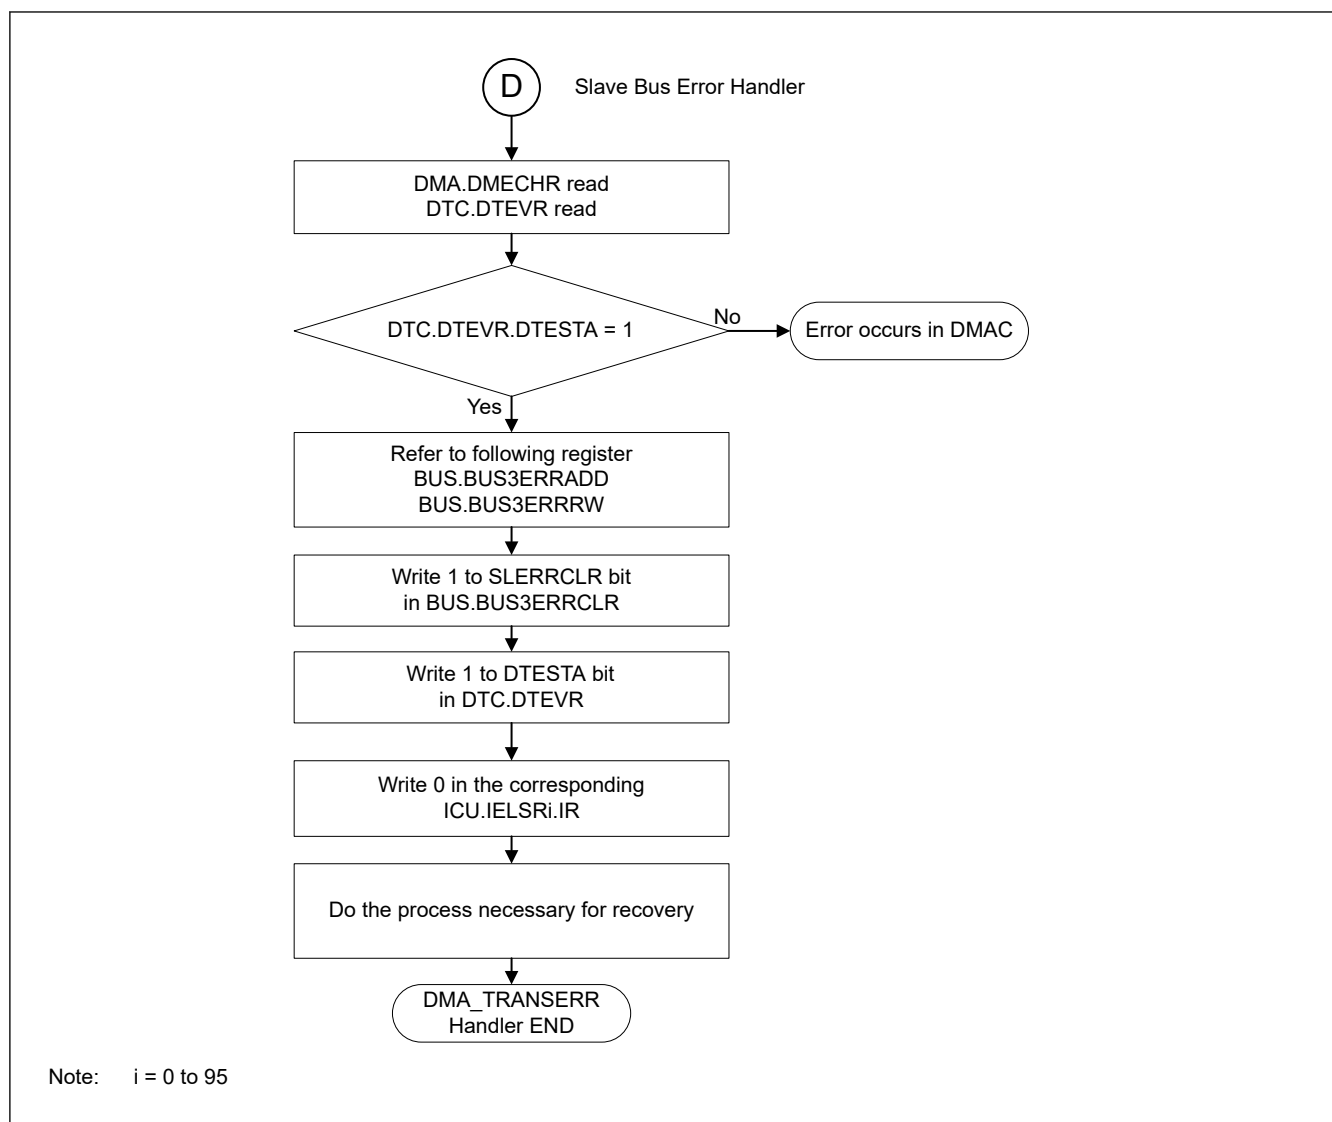 D
Slave Bus Error Handler
DMA.DMECHR read
DTC.DTEVR read
DTC.DTEVR.DTESTA = 1
No
Error occurs in DMAC
Yes
Refer to following register
BUS.BUS3ERRADD
BUS.BUS3ERRRW
Write 1 to SLERRCLR bit
in BUS.BUS3ERRCLR
Write 1 to DTESTA bit
in DTC.DTEVR
Write 0 in the corresponding
ICU.IELSRi.IR
Do the process necessary for recovery
DMA_TRANSERR
Handler END
Note: i = 0 to 95